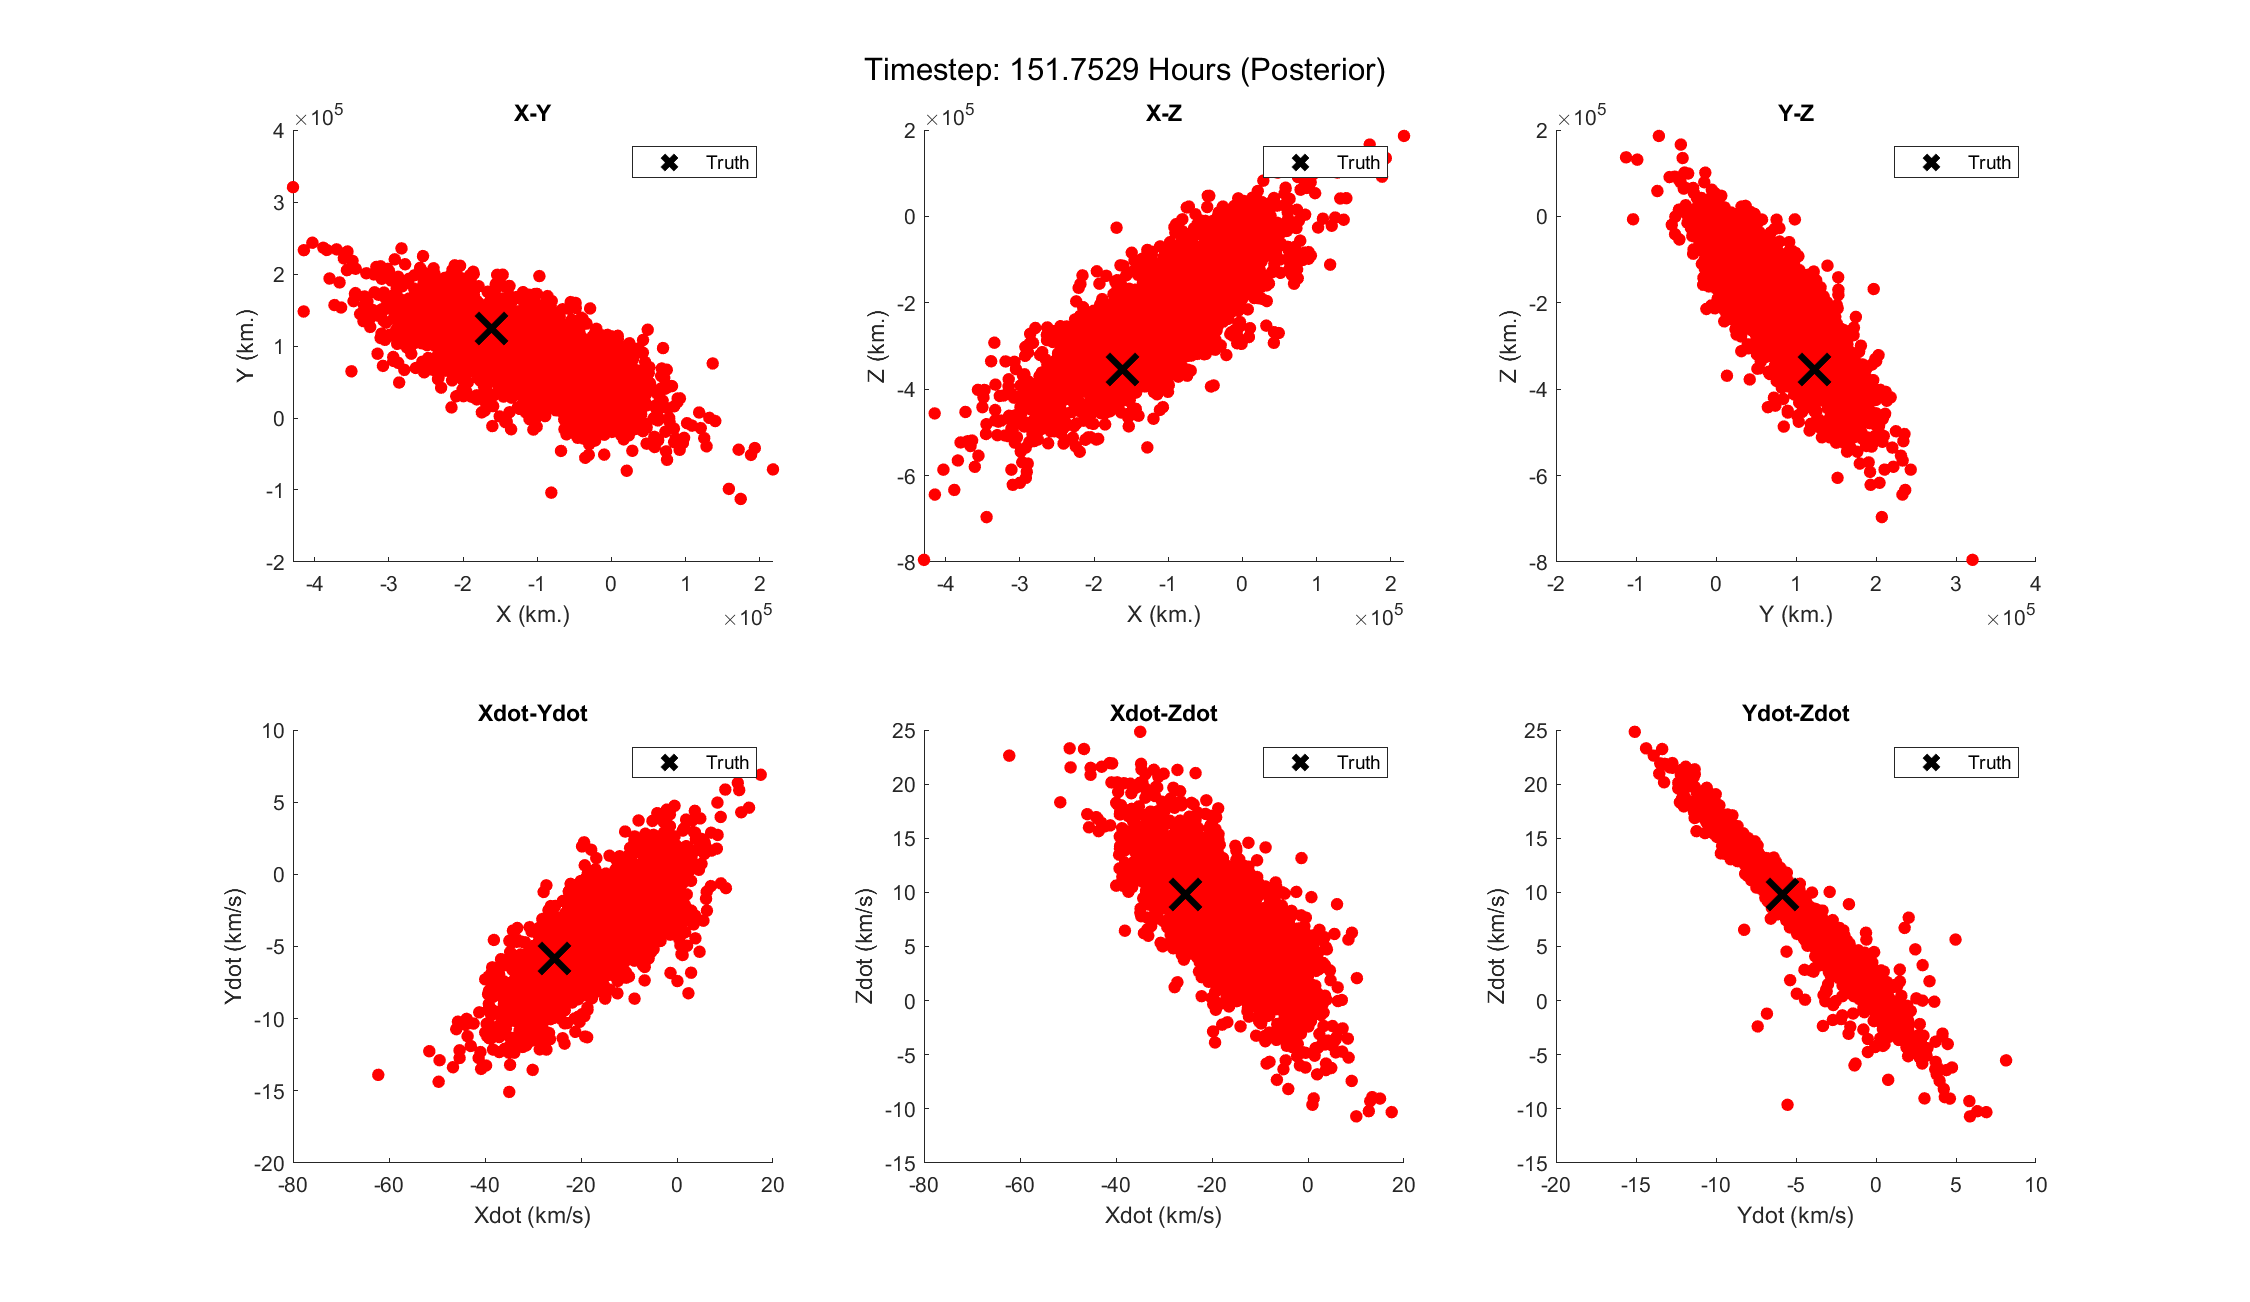 Timestep: 151.7529 Hours (Posterior)
X-Y
×10^5
4
3
2
1
0
-1
-2
Y (km.)
Truth
-4 -3 -2 -1 0 1 2
X (km.)
×10^5
X-Z
×10^5
2
0
-2
-4
-6
-8
Z (km.)
Truth
-4 -3 -2 -1 0 1 2
X (km.)
×10^5
Y-Z
×10^5
2
0
-2
-4
-6
-8
Z (km.)
Truth
-2 -1 0 1 2 3 4
Y (km.)
×10^5
Xdot-Ydot
10
5
0
-5
-10
-15
-20
Ydot (km/s)
Truth
-80 -60 -40 -20 0 20
Xdot (km/s)
Xdot-Zdot
25
20
15
10
5
0
-5
-10
-15
Zdot (km/s)
Truth
-80 -60 -40 -20 0 20
Xdot (km/s)
Ydot-Zdot
25
20
15
10
5
0
-5
-10
-15
Zdot (km/s)
Truth
-20 -15 -10 -5 0 5 10
Ydot (km/s)